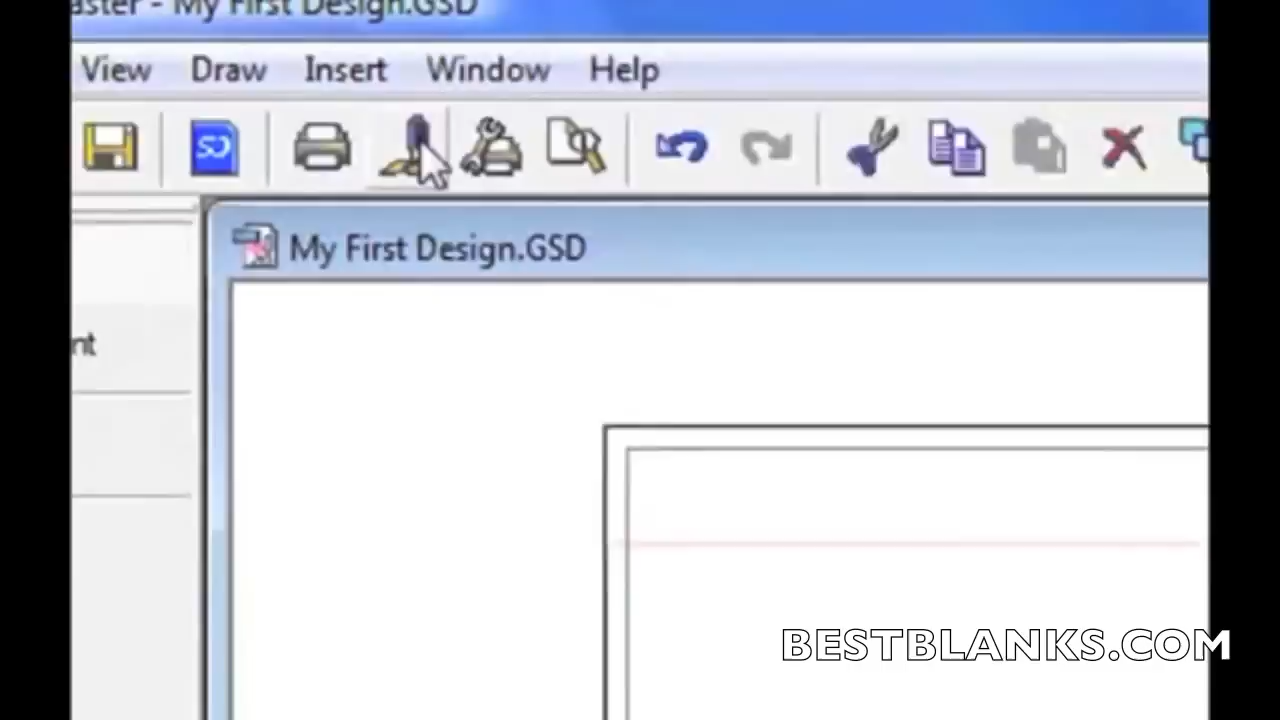 aster - My First Design.GSD
View Draw Insert Window Help
SD
My First Design.GSD
nt
BESTBLANKS.COM